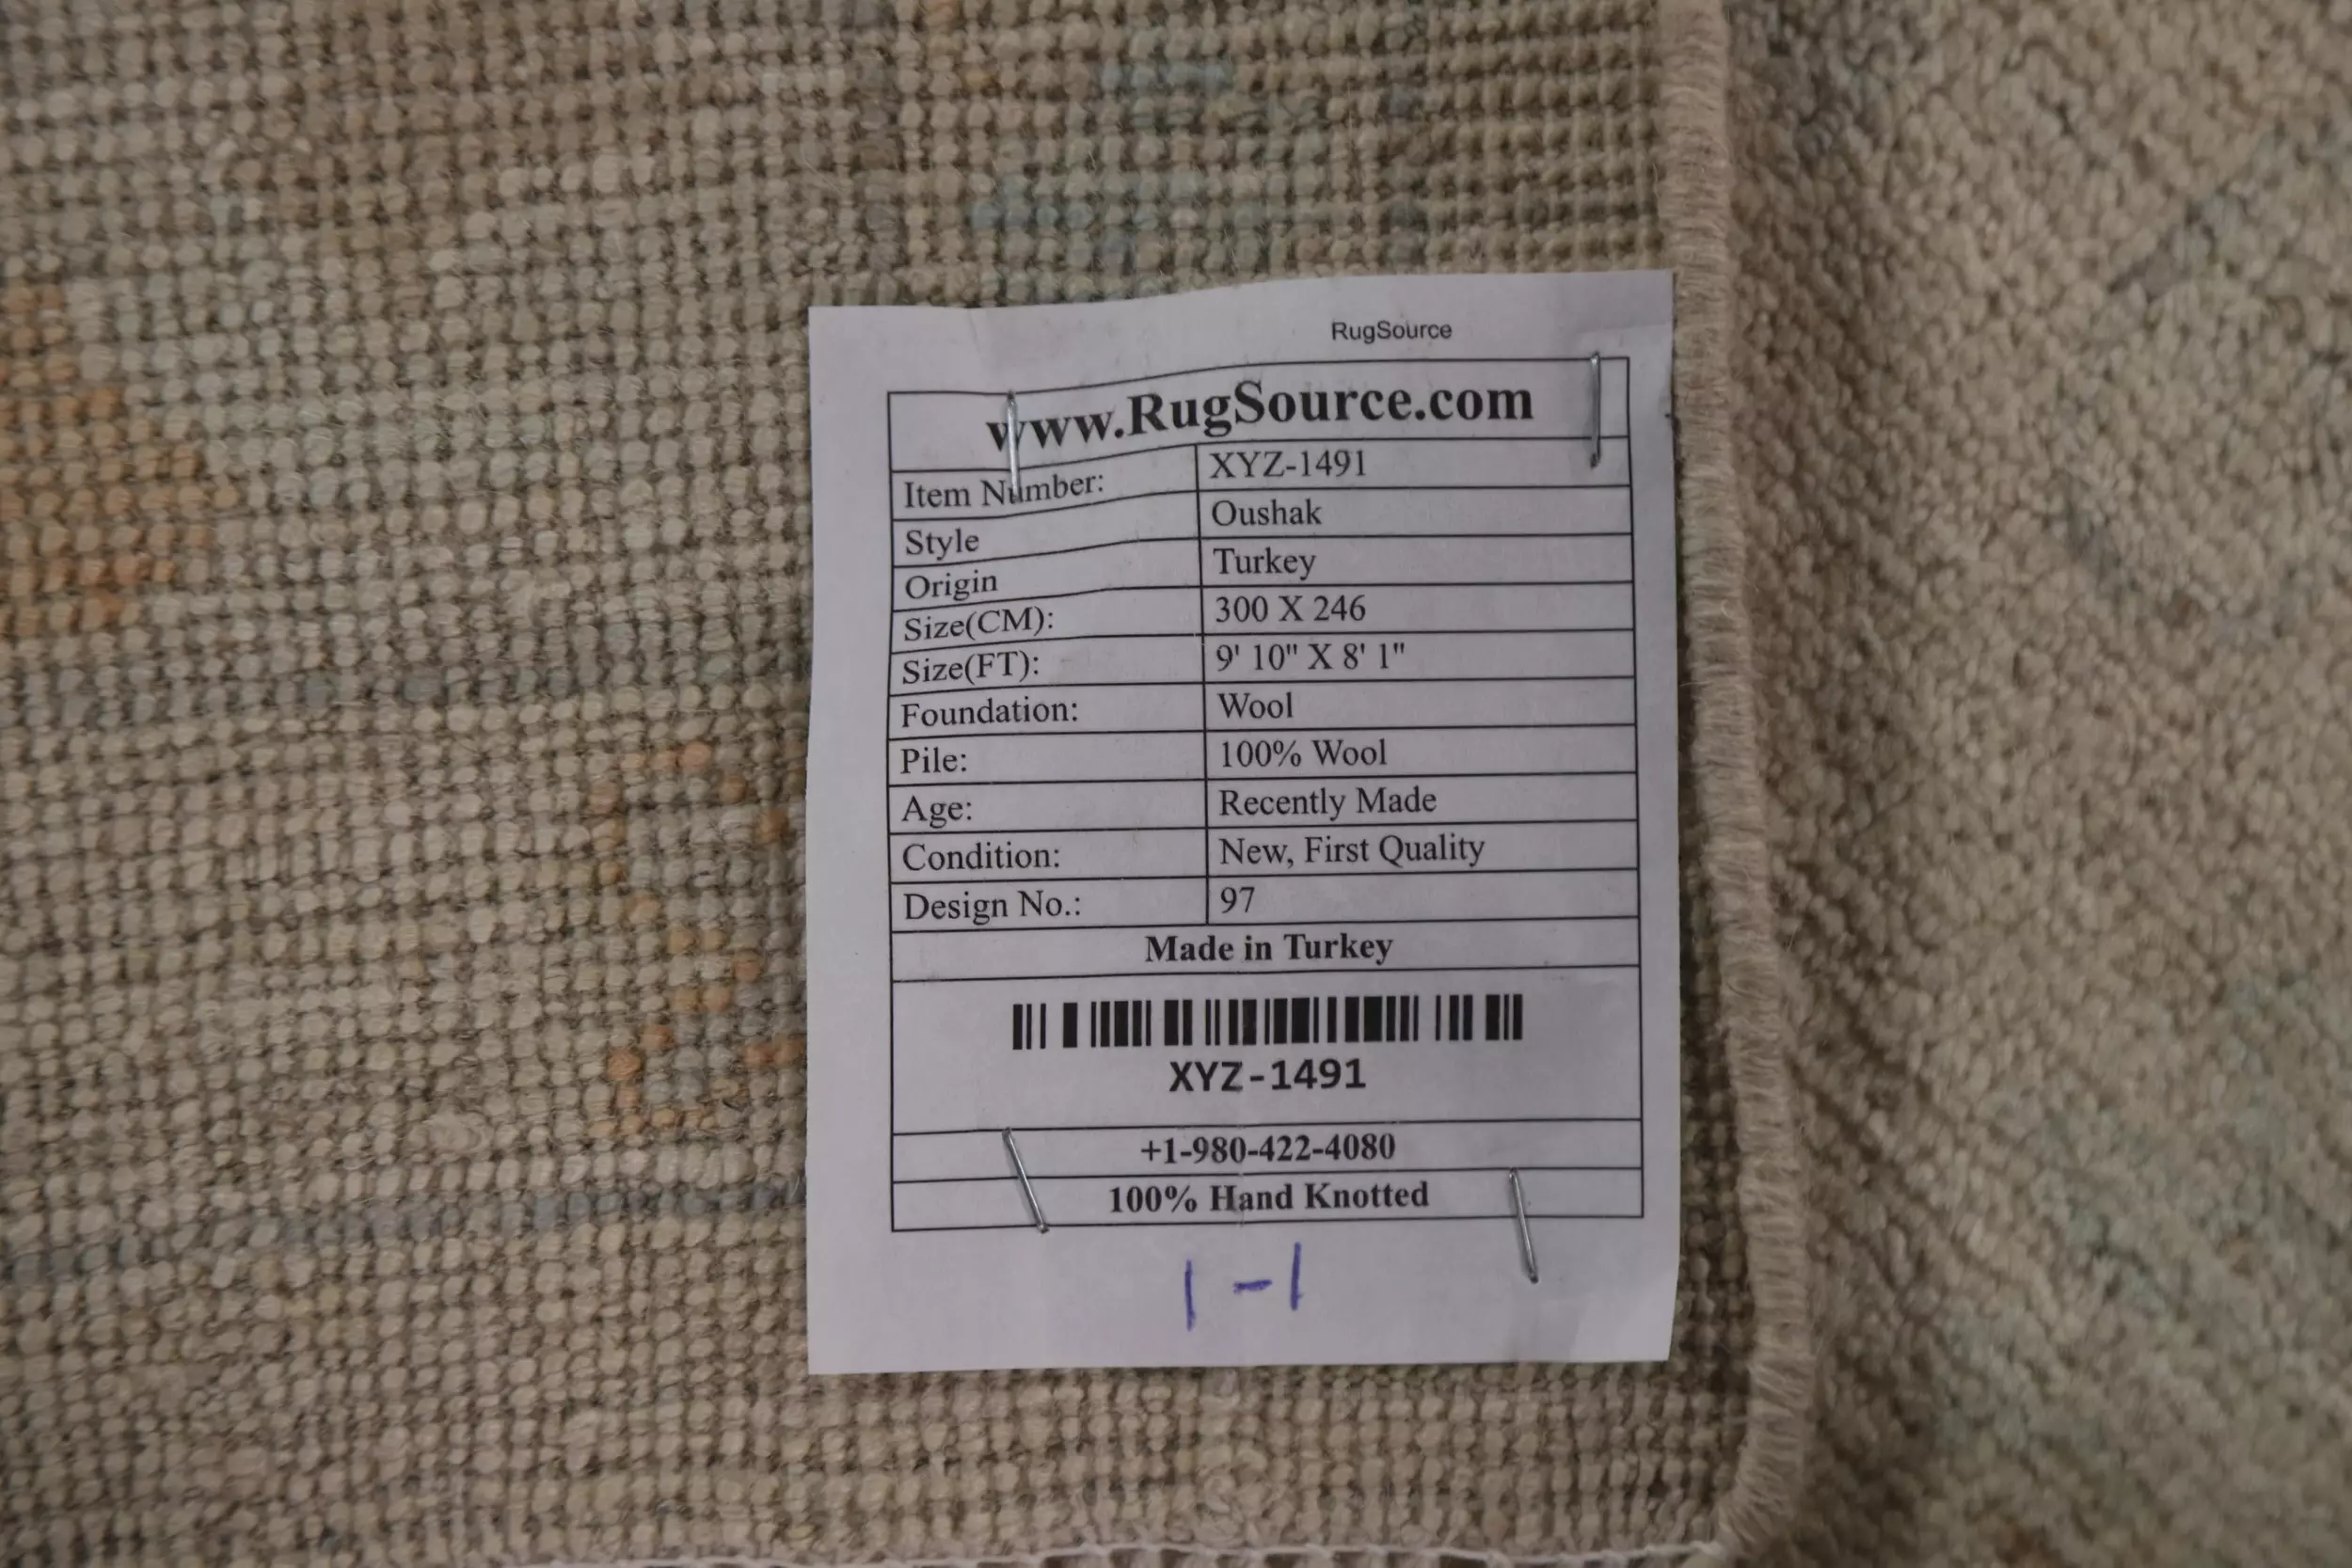 RugSource
www.RugSource.com
Item Number: XYZ-1491
Style Oushak
Origin Turkey
Size(CM): 300 X 246
Size(FT): 9' 10" X 8' 1"
Foundation: Wool
Pile: 100% Wool
Age: Recently Made
Condition: New, First Quality
Design No.: 97
Made in Turkey
XYZ-1491
+1-980-422-4080
100% Hand Knotted
1-1